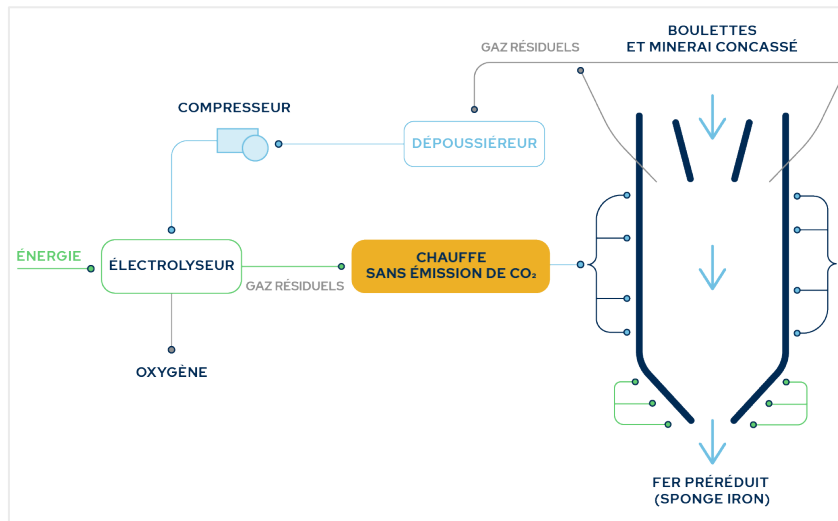 BOULETTES
ET MINERAI CONCASSÉ
GAZ RÉSIDUELS
COMPRESSEUR
DÉPOUSSIÉREUR
ÉNERGIE
ÉLECTROLYSEUR
GAZ RÉSIDUELS
CHAUFFE
SANS ÉMISSION DE CO₂
OXYGÈNE
FER PRÉRÉDUIT
(SPONGE IRON)